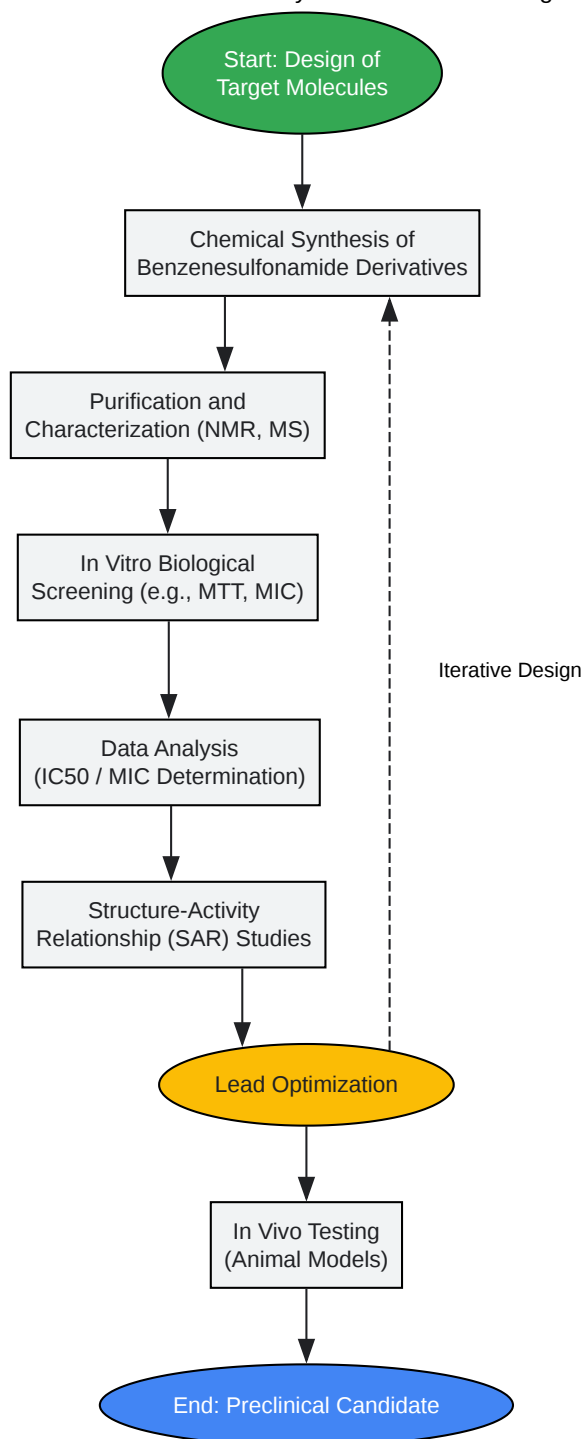 Start: Design of
Target Molecules
Chemical Synthesis of
Benzenesulfonamide Derivatives
Purification and
Characterization (NMR, MS)
In Vitro Biological
Screening (e.g., MTT, MIC)
Iterative Design
Data Analysis
(IC50 / MIC Determination)
Structure-Activity
Relationship (SAR) Studies
Lead Optimization
In Vivo Testing
(Animal Models)
End: Preclinical Candidate